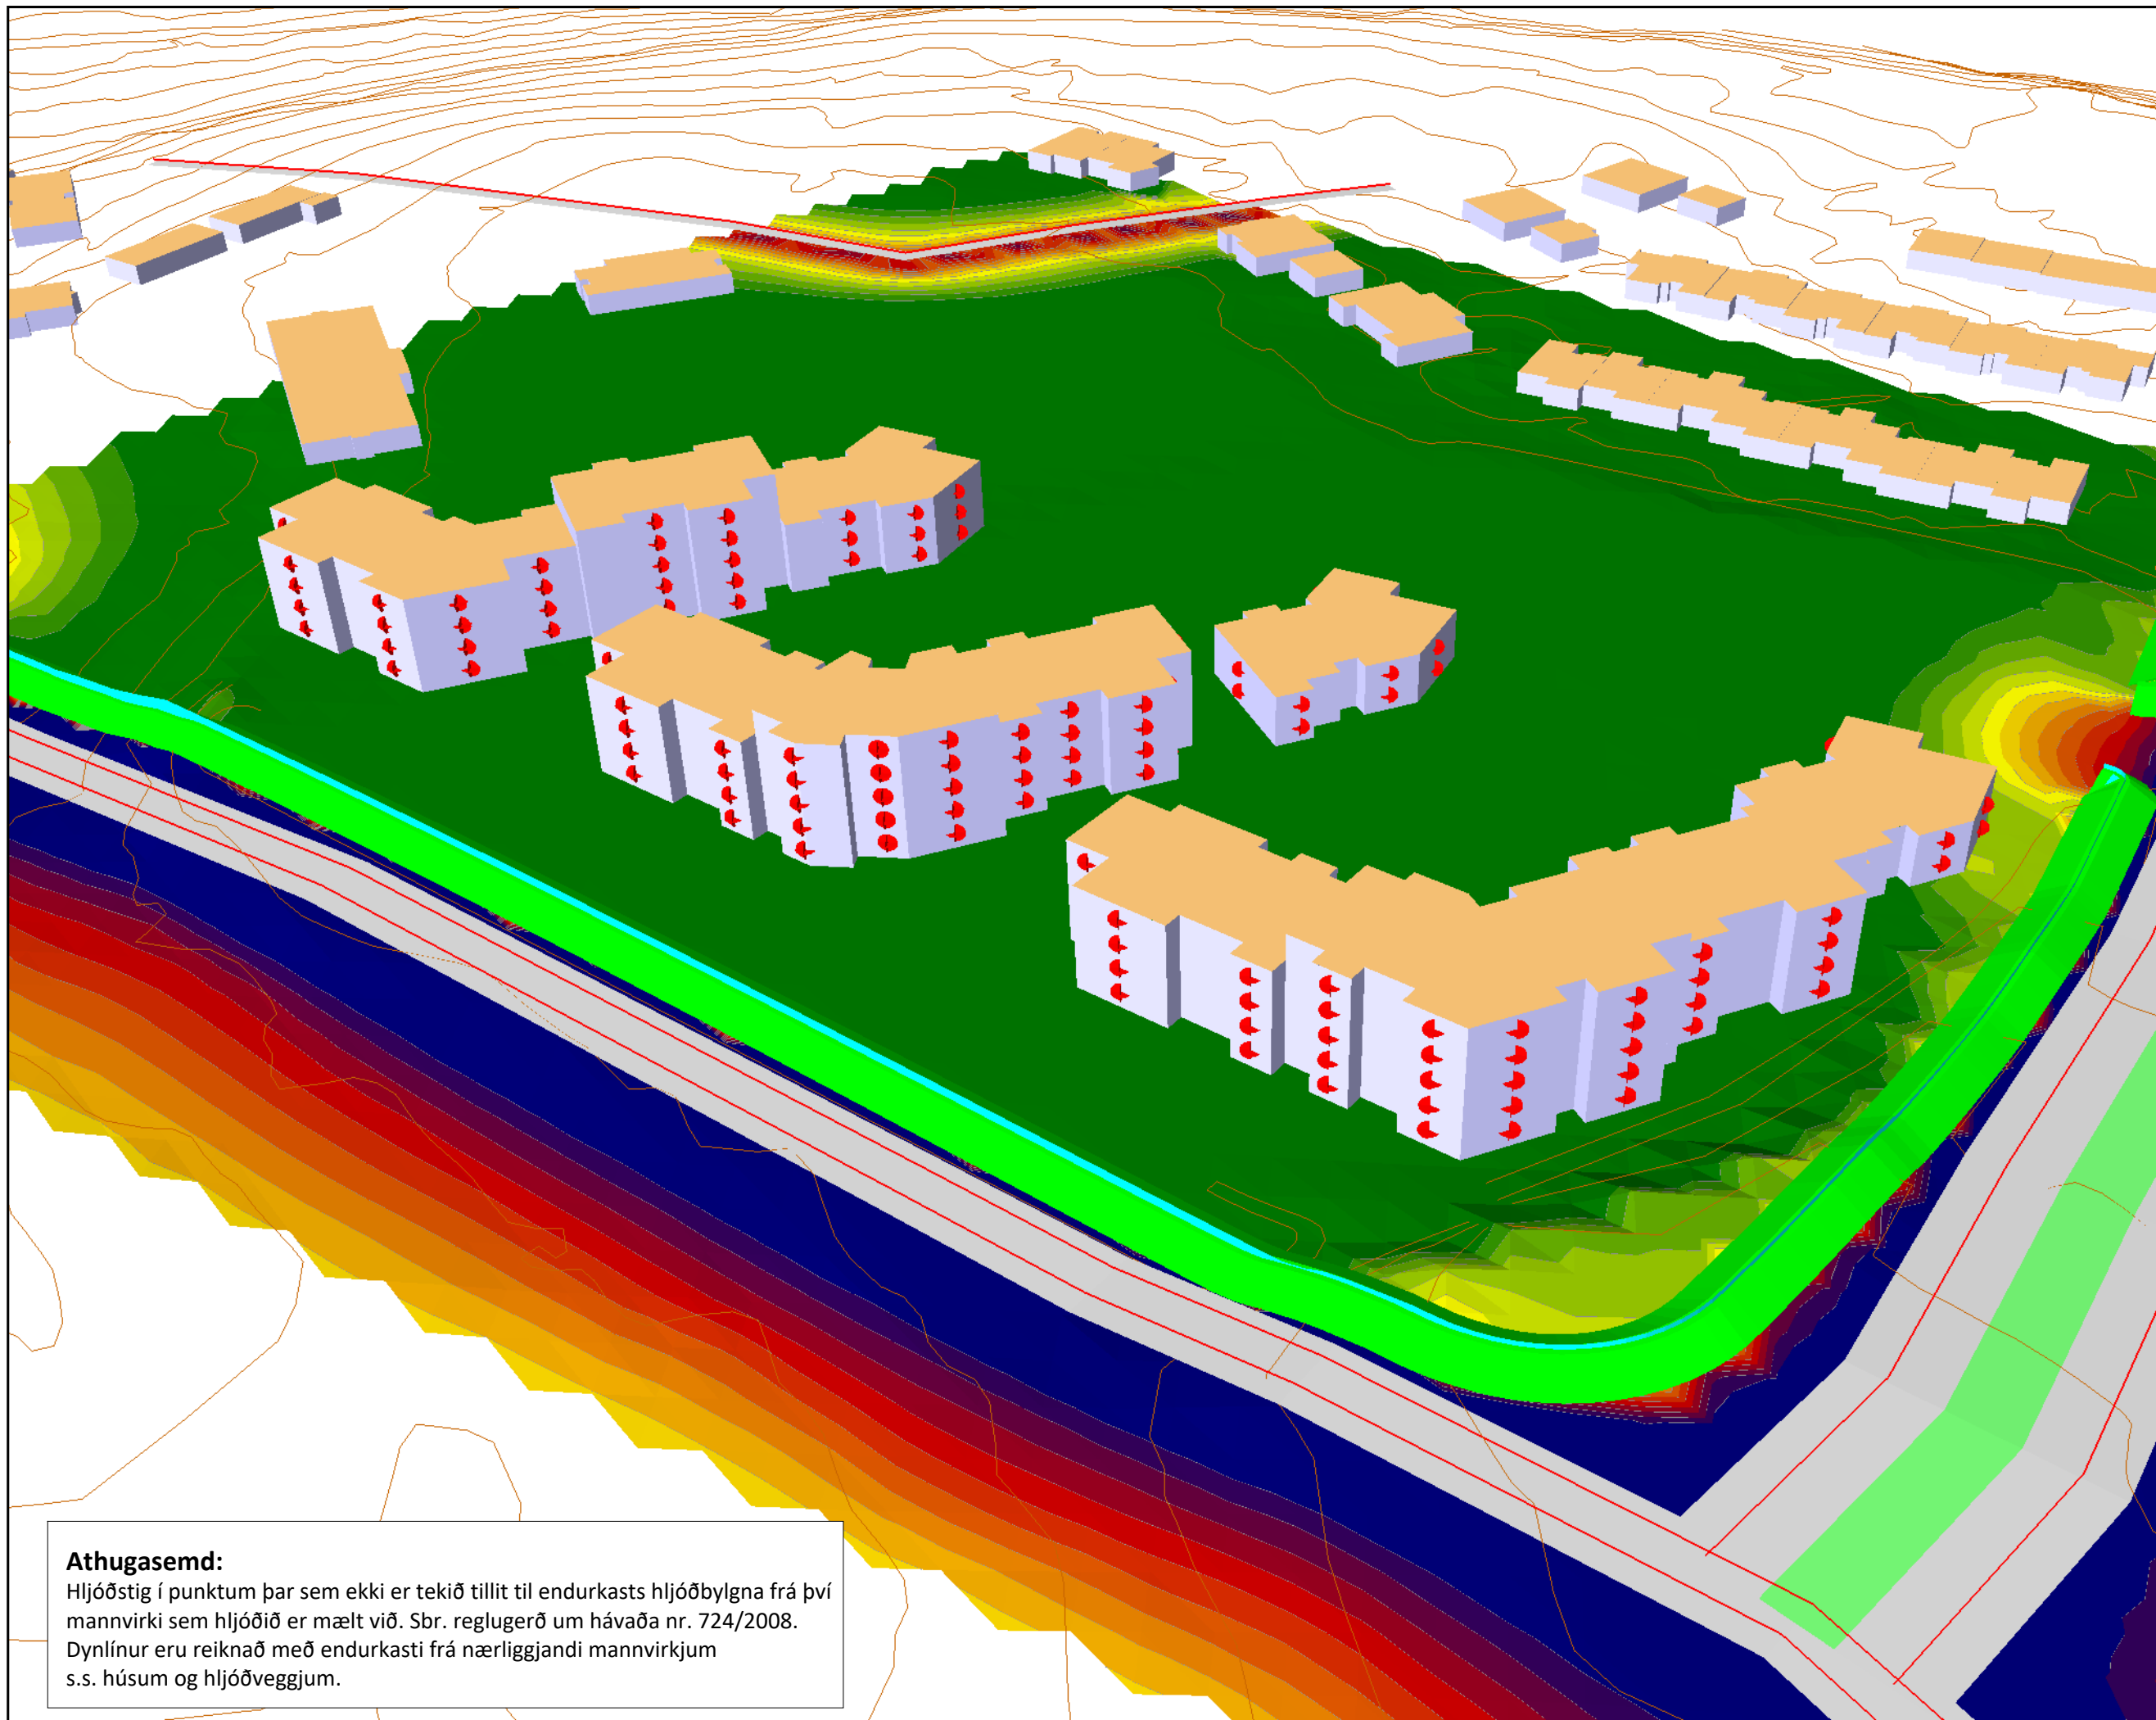 Athugasemd:
Hljóðstig í punktum þar sem ekki er tekið tillit til endurkasts hljóðbylgna frá því
mannvirki sem hljóðið er mælt við. Sbr. reglugerð um hávaða nr. 724/2008.
Dynlínur eru reiknað með endurkasti frá nærliggjandi mannvirkjum
s.s. húsum og hljóðveggjum.